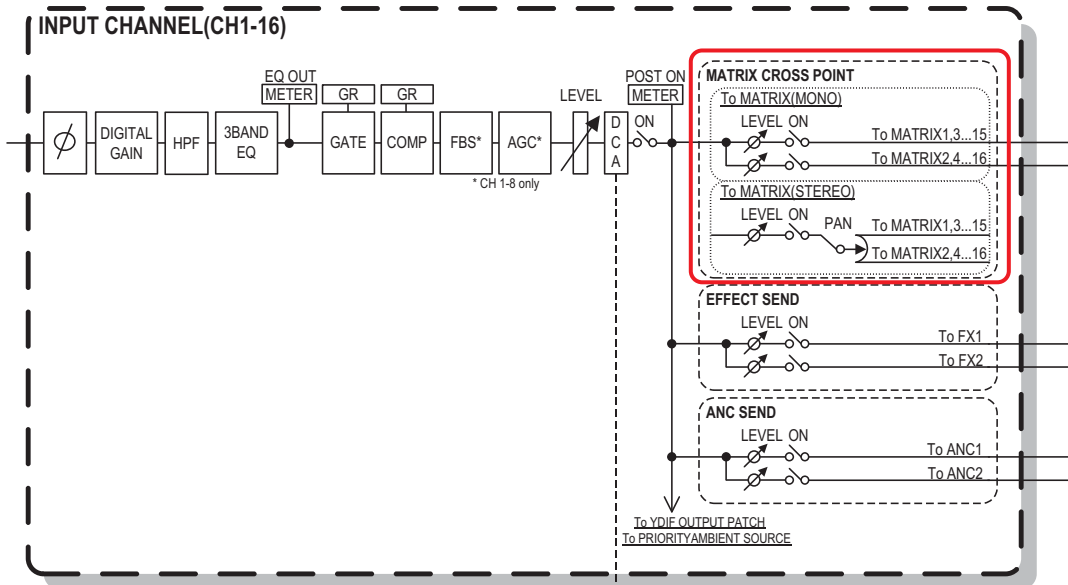 INPUT CHANNEL(CH1-16)
DIGITAL
GAIN
HPF
3BAND
EQ
EQ OUT
METER
GR
GATE
GR
COMP
FBS*
AGC*
* CH 1-8 only
LEVEL
D
C
A
ON
POST ON
METER
MATRIX CROSS POINT
To MATRIX(MONO)
LEVEL ON
To MATRIX1,3...15
To MATRIX2,4...16
To MATRIX(STEREO)
LEVEL ON
PAN
To MATRIX1,3...15
To MATRIX2,4...16
EFFECT SEND
LEVEL ON
To FX1
To FX2
ANC SEND
LEVEL ON
To ANC1
To ANC2
To YDIF OUTPUT PATCH
To PRIORITYAMBIENT SOURCE